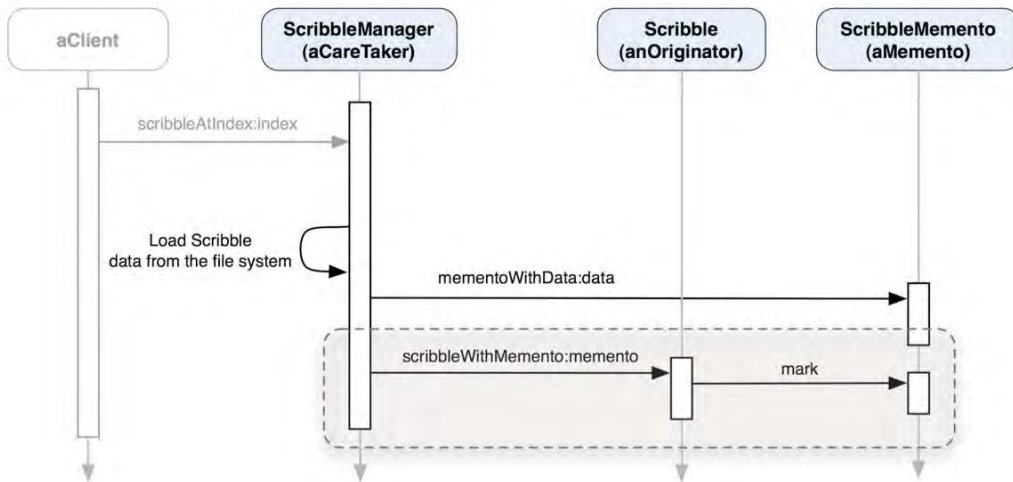 aClient
ScribbleManager
(aCareTaker)
Scribble
(anOriginator)
ScribbleMemento
(aMemento)
scribbleAtIndex:index
Load Scribble
data from the file system
mementoWithData:data
scribbleWithMemento:memento
mark